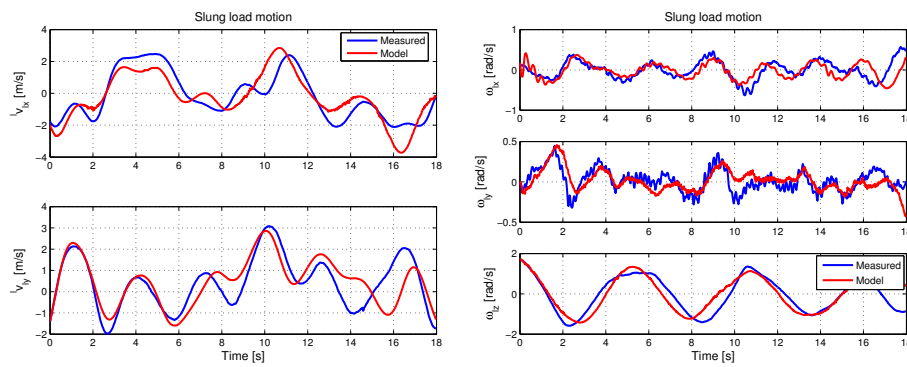 Slung load motion
4
2
0
−2
−4
0 2 4 6 8 10 12 14 16 18
ˡv_lx [m/s]
Measured
Model
4
3
2
1
0
−1
−2
0 2 4 6 8 10 12 14 16 18
ˡv_ly [m/s]
Time [s]
Slung load motion
1
0
−1
0 2 4 6 8 10 12 14 16 18
ω_lx [rad/s]
0.5
0
−0.5
0 2 4 6 8 10 12 14 16 18
ω_ly [rad/s]
2
0
−2
0 2 4 6 8 10 12 14 16 18
ω_lz [rad/s]
Measured
Model
Time [s]